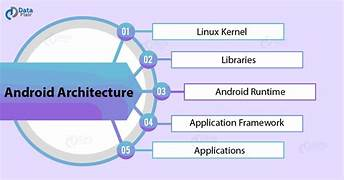 Data
Flair
Android Architecture
01
Linux Kernel
02
Libraries
03
Android Runtime
04
Application Framework
05
Applications